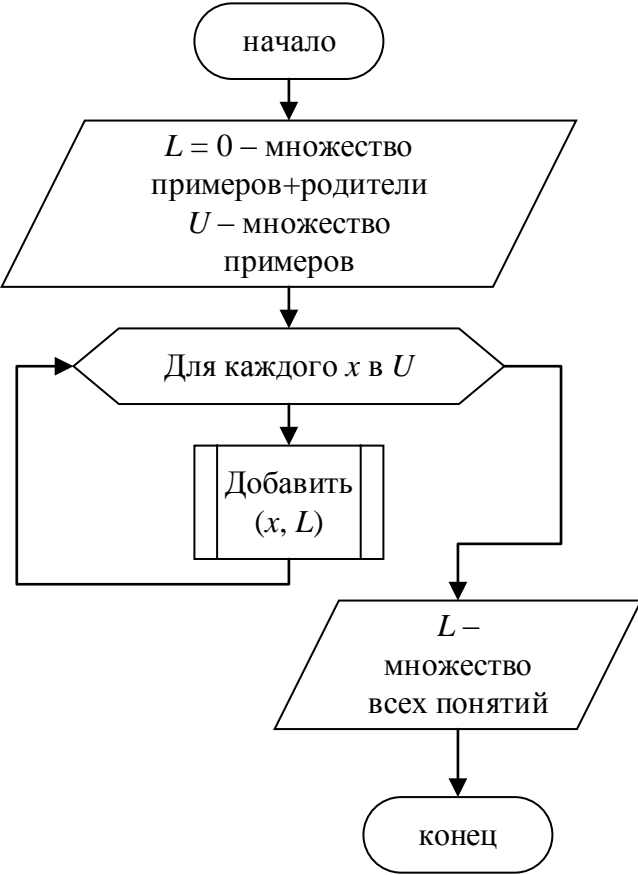 начало
L = 0 – множество
примеров+родители
U – множество
примеров
Для каждого x в U
Добавить
(x, L)
L –
множество
всех понятий
конец